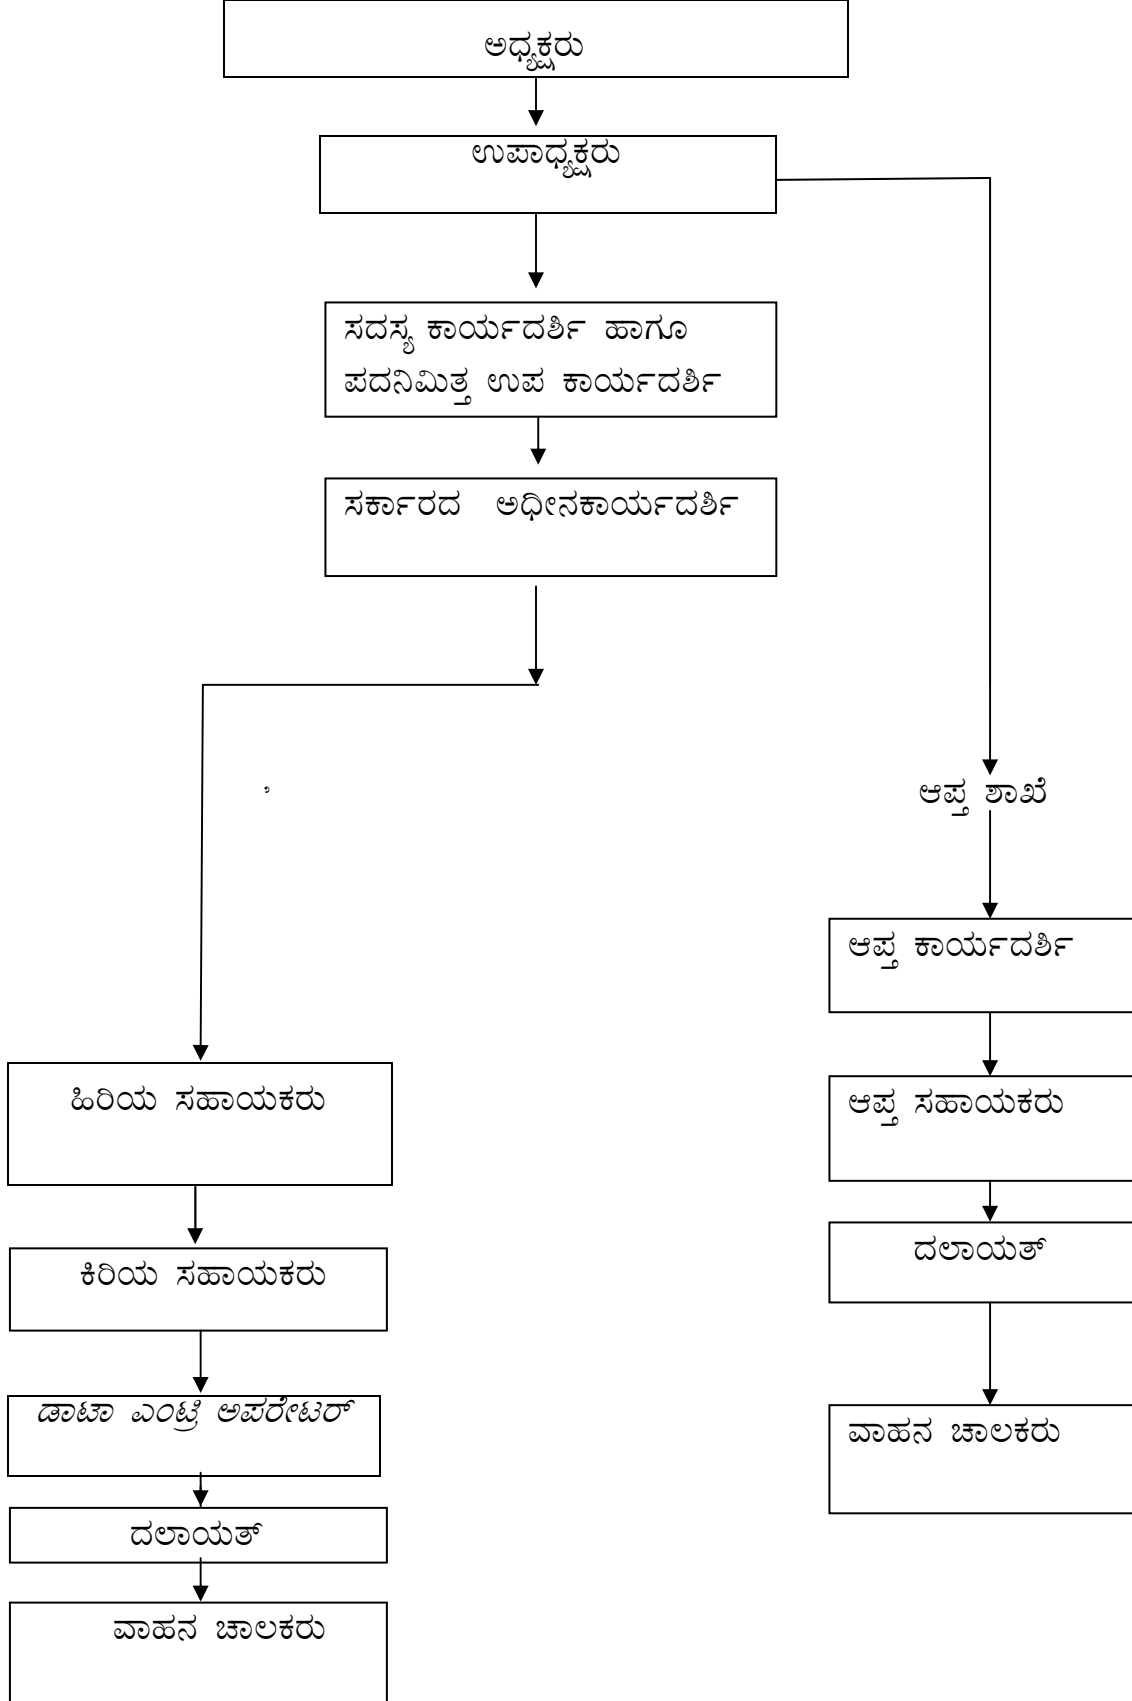 ಅಧ್ಯಕ್ಷರು
ಉಪಾಧ್ಯಕ್ಷರು
ಸದಸ್ಯ ಕಾರ್ಯದರ್ಶಿ ಹಾಗೂ
ಪದನಿಮಿತ್ತ ಉಪ ಕಾರ್ಯದರ್ಶಿ
ಸರ್ಕಾರದ ಅಧೀನಕಾರ್ಯದರ್ಶಿ
ಆಪ್ತ ಶಾಖೆ
ಆಪ್ತ ಕಾರ್ಯದರ್ಶಿ
ಆಪ್ತ ಸಹಾಯಕರು
ದಲಾಯತ್
ವಾಹನ ಚಾಲಕರು
ಹಿರಿಯ ಸಹಾಯಕರು
ಕಿರಿಯ ಸಹಾಯಕರು
ಡಾಟಾ ಎಂಟ್ರಿ ಅಪರೇಟರ್
ದಲಾಯತ್
ವಾಹನ ಚಾಲಕರು